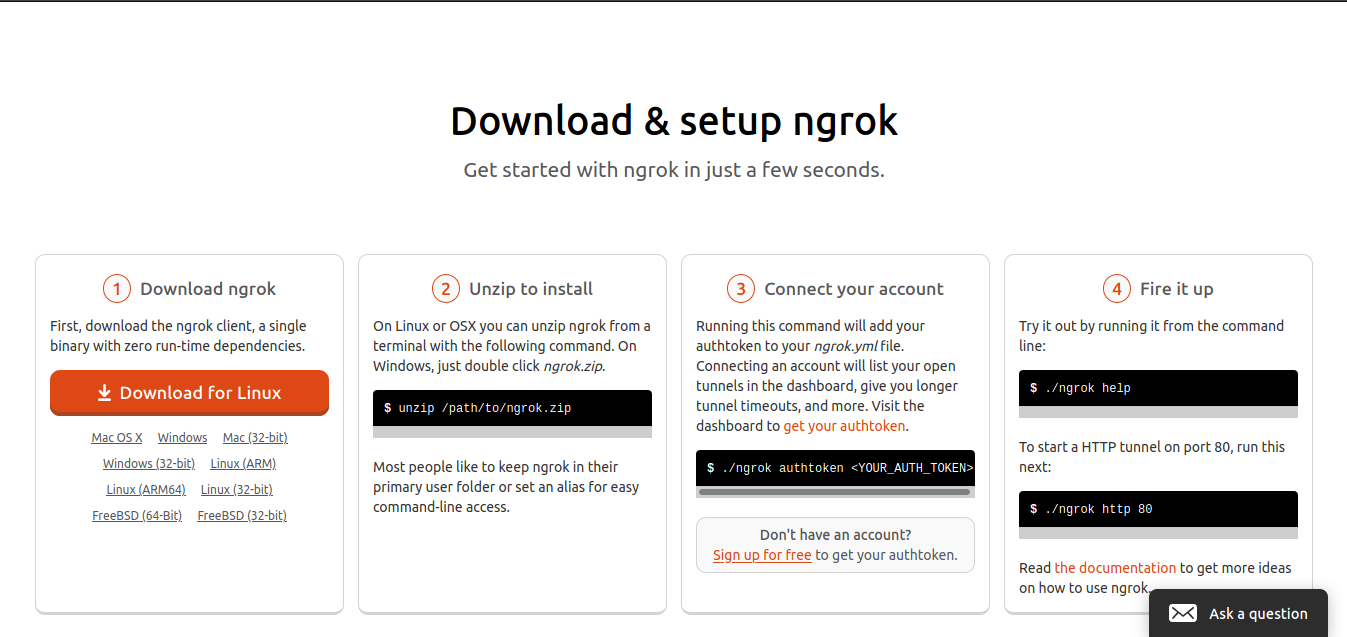 Download & setup ngrok
Get started with ngrok in just a few seconds.
1 Download ngrok
First, download the ngrok client, a single
binary with zero run-time dependencies.
Download for Linux
Mac OS X Windows Mac (32-bit)
Windows (32-bit) Linux (ARM)
Linux (ARM64) Linux (32-bit)
FreeBSD (64-Bit) FreeBSD (32-bit)
2 Unzip to install
On Linux or OSX you can unzip ngrok from a
terminal with the following command. On
Windows, just double click ngrok.zip.
$ unzip /path/to/ngrok.zip
Most people like to keep ngrok in their
primary user folder or set an alias for easy
command-line access.
3 Connect your account
Running this command will add your
authtoken to your ngrok.yml file.
Connecting an account will list your open
tunnels in the dashboard, give you longer
tunnel timeouts, and more. Visit the
dashboard to get your authtoken.
$ ./ngrok authtoken <YOUR_AUTH_TOKEN>
Don't have an account?
Sign up for free to get your authtoken.
4 Fire it up
Try it out by running it from the command
line:
$ ./ngrok help
To start a HTTP tunnel on port 80, run this
next:
$ ./ngrok http 80
Read the documentation to get more ideas
on how to use ngrok.
Ask a question